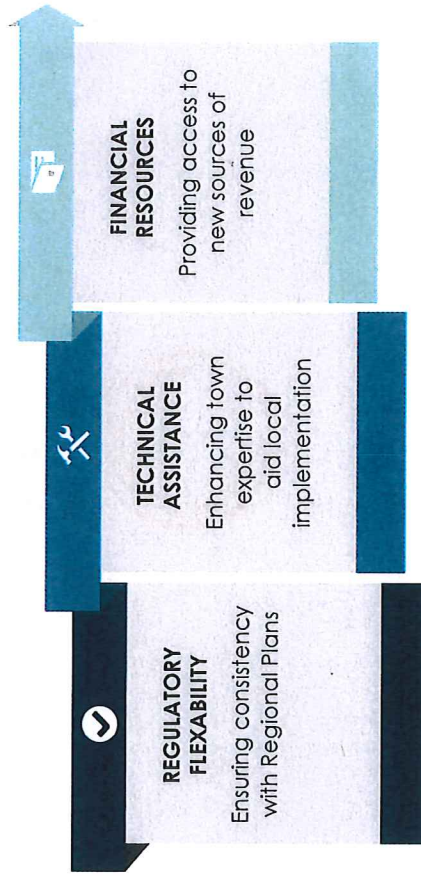 REGULATORY
FLEXABILITY
Ensuring consistency
with Regional Plans
TECHNICAL
ASSISTANCE
Enhancing town
expertise to
aid local
implementation
FINANCIAL
RESOURCES
Providing access to
new sources of
revenue